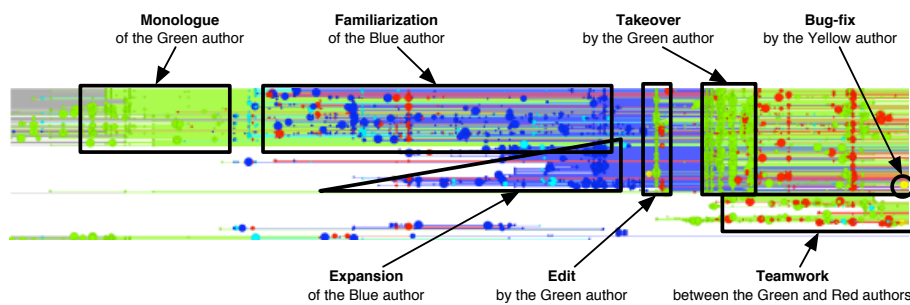 Monologue
of the Green author
Familiarization
of the Blue author
Takeover
by the Green author
Bug-fix
by the Yellow author
Expansion
of the Blue author
Edit
by the Green author
Teamwork
between the Green and Red authors